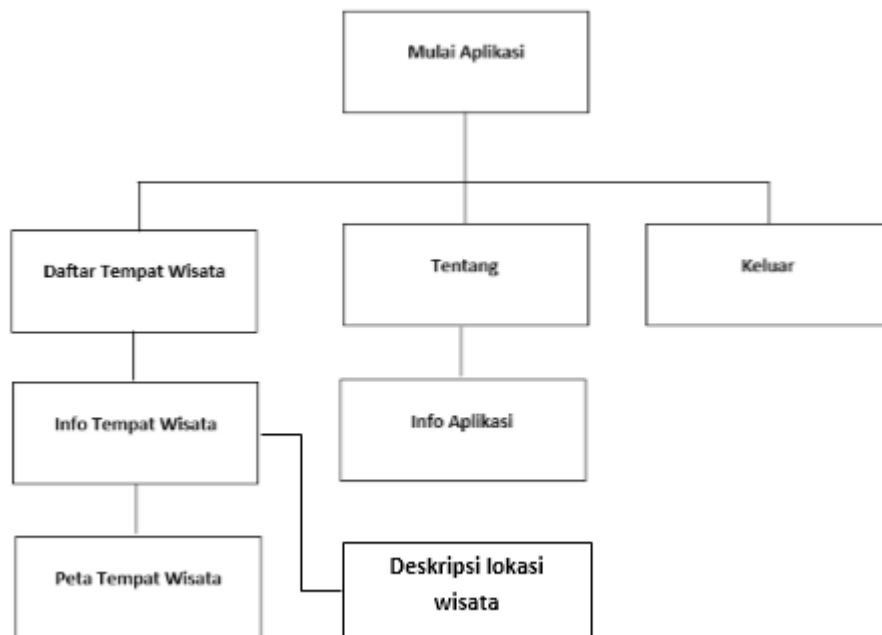 Mulai Aplikasi
Daftar Tempat Wisata
Tentang
Keluar
Info Tempat Wisata
Info Aplikasi
Peta Tempat Wisata
Deskripsi lokasi
wisata